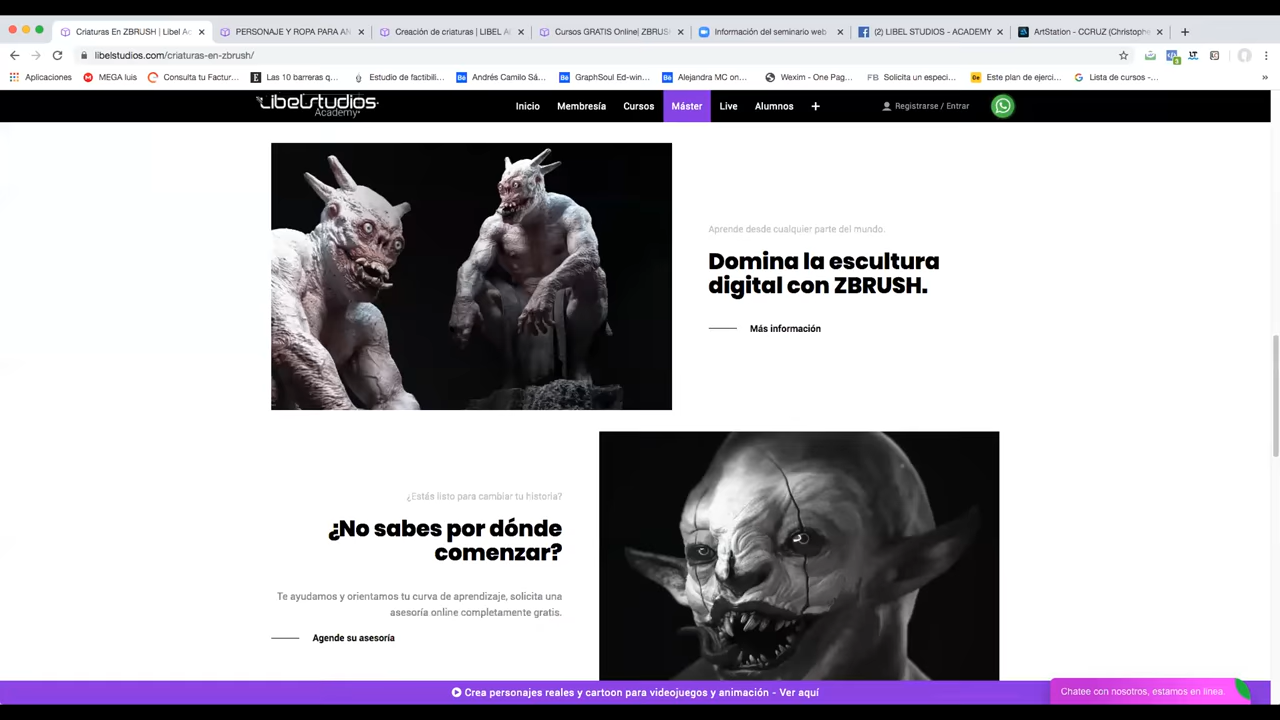 Criaturas En ZBRUSH | Libel Ac
PERSONAJE Y ROPA PARA AN
Creación de criaturas | LIBEL AC
Cursos GRATIS Online| ZBRUSH
Información del seminario web
(2) LIBEL STUDIOS - ACADEMY
ArtStation - CCRUZ (Christophe
libelstudios.com/criaturas-en-zbrush/
Aplicaciones
MEGA luis
Consulta tu Factur...
Las 10 barreras q...
Estudio de factibili...
Andrés Camilo Sá...
GraphSoul Ed-win...
Alejandra MC on...
Wexim - One Pag...
FB Solicita un especi...
Este plan de ejerci...
Lista de cursos -...
Libelstudios
Academy
Inicio
Membresía
Cursos
Máster
Live
Alumnos
+
Registrarse / Entrar
Aprende desde cualquier parte del mundo.
Domina la escultura
digital con ZBRUSH.
Más información
¿Estás listo para cambiar tu historia?
¿No sabes por dónde
comenzar?
Te ayudamos y orientamos tu curva de aprendizaje, solicita una
asesoría online completamente gratis.
Agende su asesoría
Crea personajes reales y cartoon para videojuegos y animación - Ver aquí
Chatee con nosotros, estamos en línea.